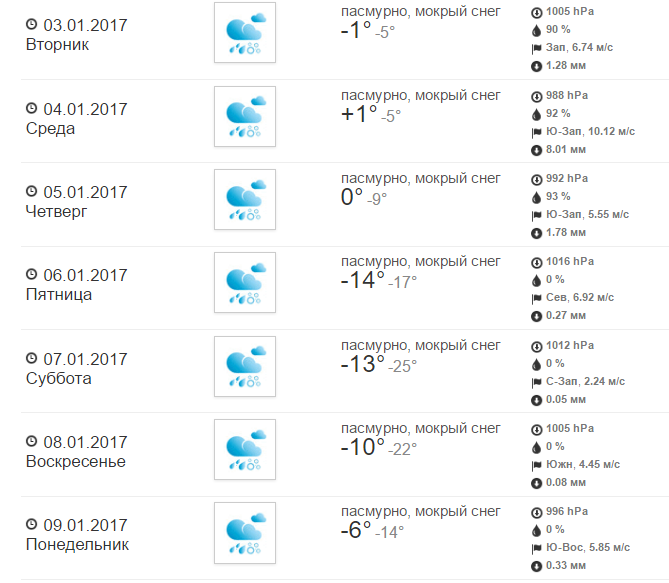 03.01.2017
Вторник
пасмурно, мокрый снег
-1° -5°
1005 hPa
90 %
Зап, 6.74 м/с
1.28 мм
04.01.2017
Среда
пасмурно, мокрый снег
+1° -5°
988 hPa
92 %
Ю-Зап, 10.12 м/с
8.01 мм
05.01.2017
Четверг
пасмурно, мокрый снег
0° -9°
992 hPa
93 %
Ю-Зап, 5.55 м/с
1.78 мм
06.01.2017
Пятница
пасмурно, мокрый снег
-14° -17°
1016 hPa
0 %
Сев, 6.92 м/с
0.27 мм
07.01.2017
Суббота
пасмурно, мокрый снег
-13° -25°
1012 hPa
0 %
С-Зап, 2.24 м/с
0.05 мм
08.01.2017
Воскресенье
пасмурно, мокрый снег
-10° -22°
1005 hPa
0 %
Южн, 4.45 м/с
0.08 мм
09.01.2017
Понедельник
пасмурно, мокрый снег
-6° -14°
996 hPa
0 %
Ю-Вос, 5.85 м/с
0.33 мм